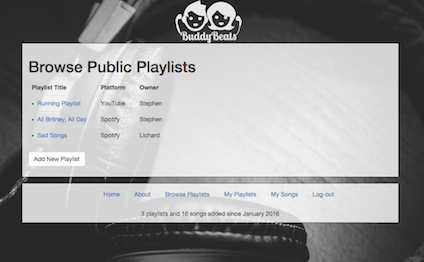 BuddyBeats
Browse Public Playlists
Playlist Title Platform Owner
• Running Playlist YouTube Stephen
• All Britney, All Day Spotify Stephen
• Sad Songs Spotify Lichard
Add New Playlist
Home About Browse Playlists My Playlists My Songs Log-out
3 playlists and 16 songs added since January 2016